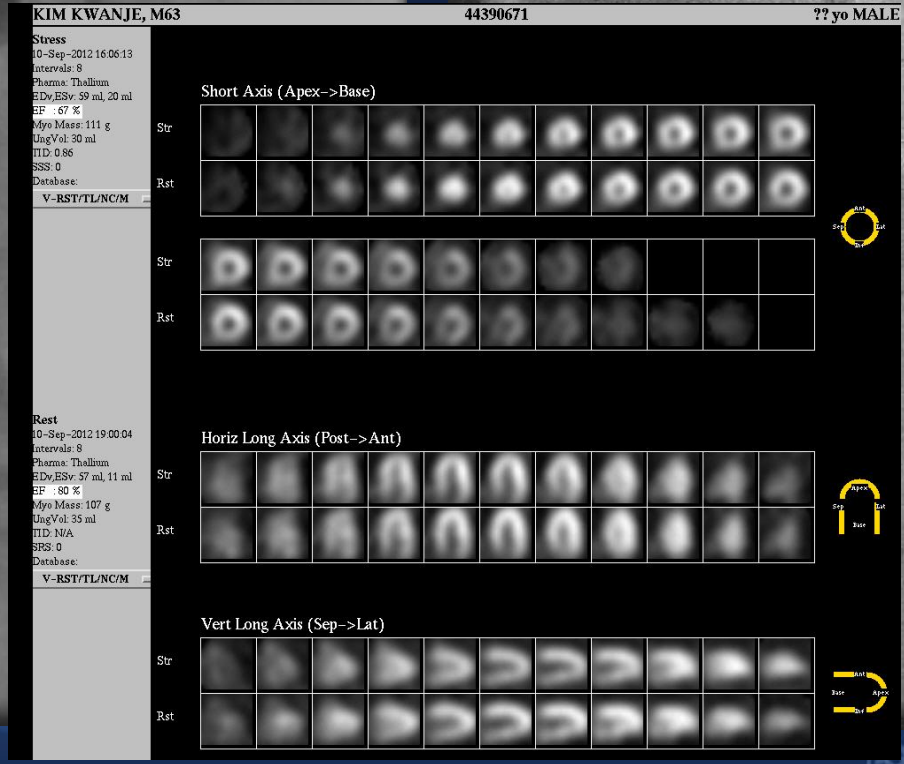 KIM KWANJE, M63 44390671 ?? yo MALE
Stress
10-Sep-2012 16:06:13
Intervals: 8
Pharma: Thallium
EDv,ESv: 59 ml, 20 ml
EF : 67 %
Myo Mass: 111 g
UngVol: 30 ml
TID: 0.86
SSS: 0
Database:
V-RST/TL/NC/M
Short Axis (Apex->Base)
Str
Rst
Ant
Sep Lat
Inf
Str
Rst
Rest
10-Sep-2012 19:00:04
Intervals: 8
Pharma: Thallium
EDv,ESv: 57 ml, 11 ml
EF : 80 %
Myo Mass: 107 g
UngVol: 35 ml
TID: N/A
SRS: 0
Database:
V-RST/TL/NC/M
Horiz Long Axis (Post->Ant)
Str
Rst
Apex
Sep Lat
Base
Vert Long Axis (Sep->Lat)
Str
Rst
Ant
Base Apex
Inf